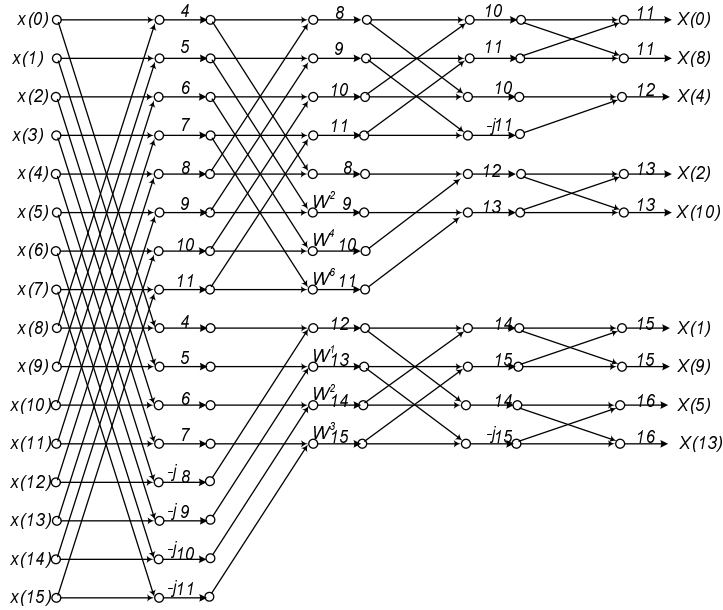 x(0) 4 8 10 11 X(0)
x(1) 5 9 11 11 X(8)
x(2) 6 10 10 12 X(4)
x(3) 7 11 -j11
x(4) 8 8 12 13 X(2)
x(5) 9 W² 9 13 13 X(10)
x(6) 10 W⁴ 10
x(7) 11 W⁶ 11
x(8) 4 12 14 15 X(1)
x(9) 5 W¹ 13 15 15 X(9)
x(10) 6 W² 14 14 16 X(5)
x(11) 7 W³ 15 -j15 16 X(13)
x(12) -j 8
x(13) -j 9
x(14) -j10
x(15) -j11